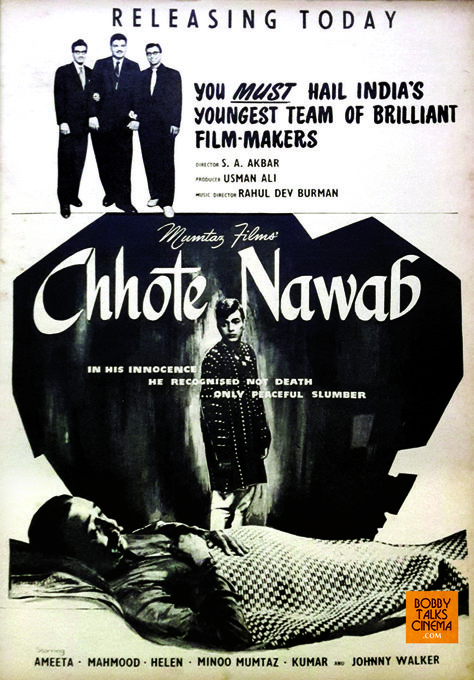 RELEASING TODAY
YOU MUST HAIL INDIA'S
YOUNGEST TEAM OF BRILLIANT
FILM-MAKERS
DIRECTOR S. A. AKBAR
PRODUCER USMAN ALI
MUSIC DIRECTOR RAHUL DEV BURMAN
Mumtaz Films'
Chhote Nawab
IN HIS INNOCENCE
HE RECOGNISED NOT DEATH
...ONLY PEACEFUL SLUMBER
Starring
AMEETA - MAHMOOD - HELEN - MINOO MUMTAZ - KUMAR AND JOHNNY WALKER
BOBBY
TALKS
CINEMA
.COM